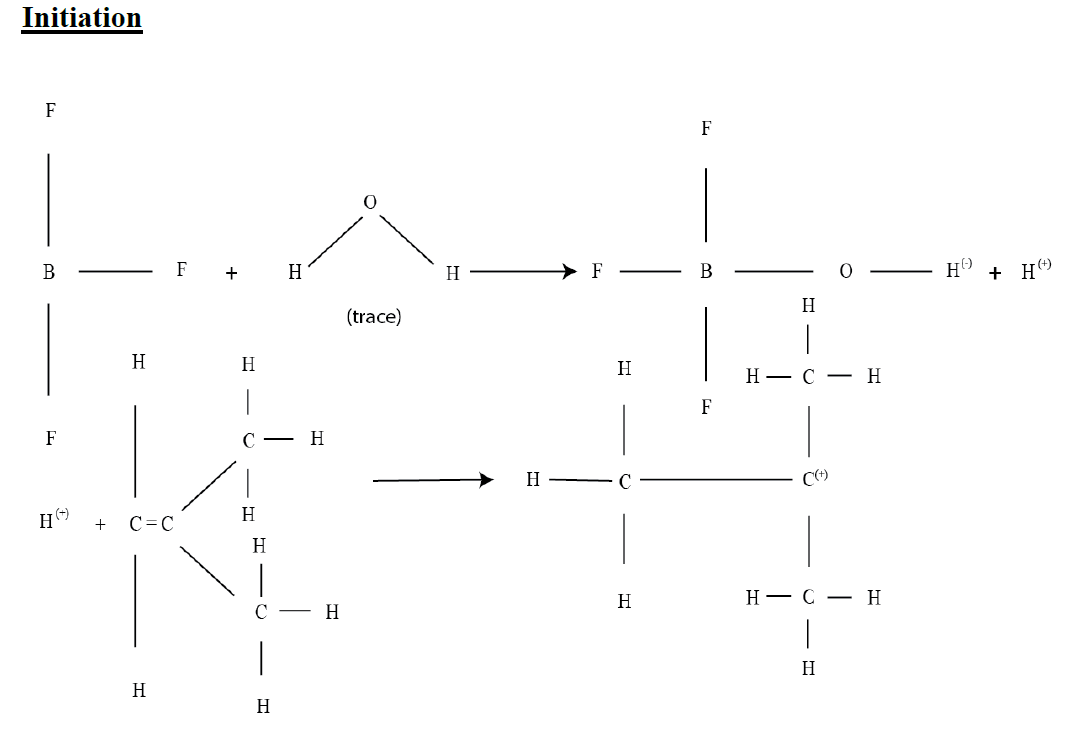 Initiation
F
F
O
B F + H H F B O H(-) + H(+)
(trace)
H
H H H
H C H
F
F C H
H C C(+)
H(+) + C=C
H
H
H H C H
C H
H
H
H